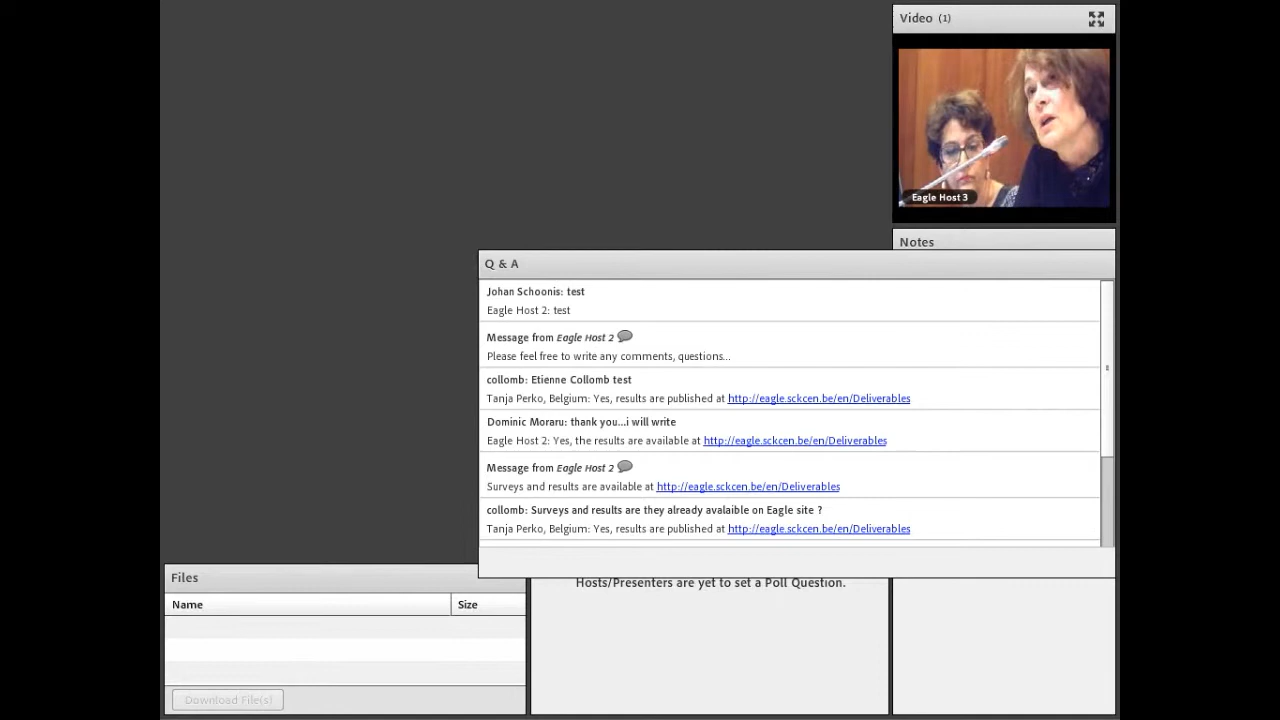 Video (1)
Eagle Host 3
Notes
Q & A
Johan Schoonis: test
Eagle Host 2: test
Message from Eagle Host 2
Please feel free to write any comments, questions...
collomb: Etienne Collomb test
Tanja Perko, Belgium: Yes, results are published at http://eagle.sckcen.be/en/Deliverables
Dominic Moraru: thank you...i will write
Eagle Host 2: Yes, the results are available at http://eagle.sckcen.be/en/Deliverables
Message from Eagle Host 2
Surveys and results are available at http://eagle.sckcen.be/en/Deliverables
collomb: Surveys and results are they already avalaible on Eagle site ?
Tanja Perko, Belgium: Yes, results are published at http://eagle.sckcen.be/en/Deliverables
Files
Hosts/Presenters are yet to set a Poll Question.
Name Size
Download File(s)